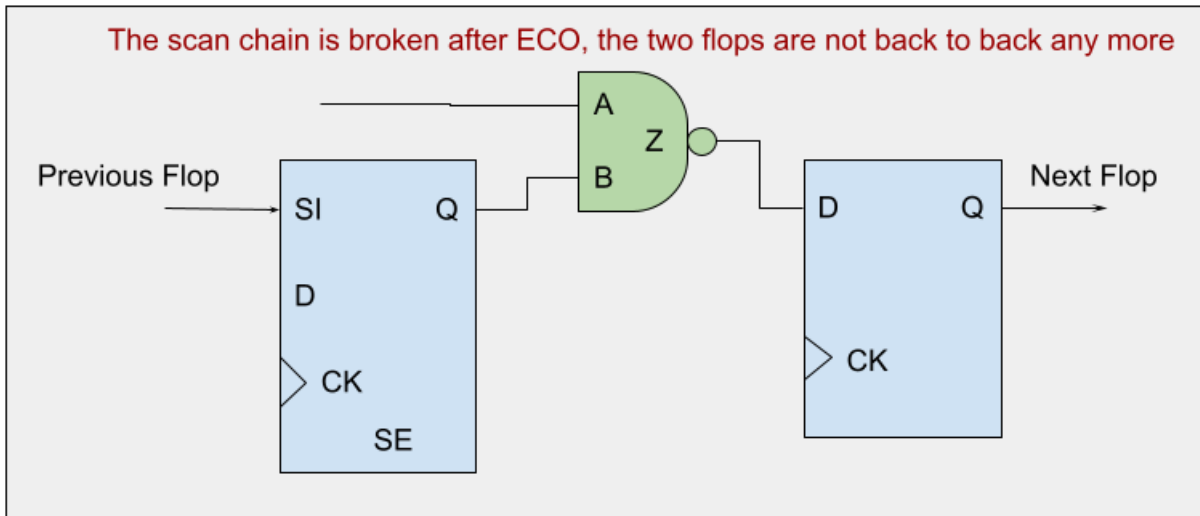 The scan chain is broken after ECO, the two flops are not back to back any more
A
Z
B
Previous Flop
SI
Q
D
CK
SE
D
Q
CK
Next Flop